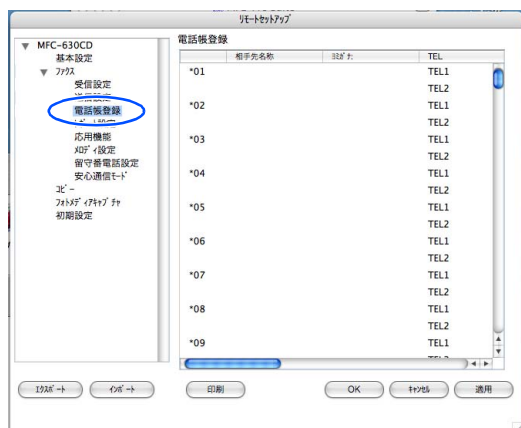 リモートセットアップ
MFC-630CD
基本設定
ファクス
受信設定
電話帳登録
応用機能
メロディ設定
留守番電話設定
安心通信モード
コピー
フォトメディアキャプチャ
初期設定
電話帳登録
相手先名称 ヨミガナ: TEL
*01 TEL1
TEL2
*02 TEL1
TEL2
*03 TEL1
TEL2
*04 TEL1
TEL2
*05 TEL1
TEL2
*06 TEL1
TEL2
*07 TEL1
TEL2
*08 TEL1
TEL2
*09 TEL1
エクスポート インポート 印刷 OK キャンセル 適用